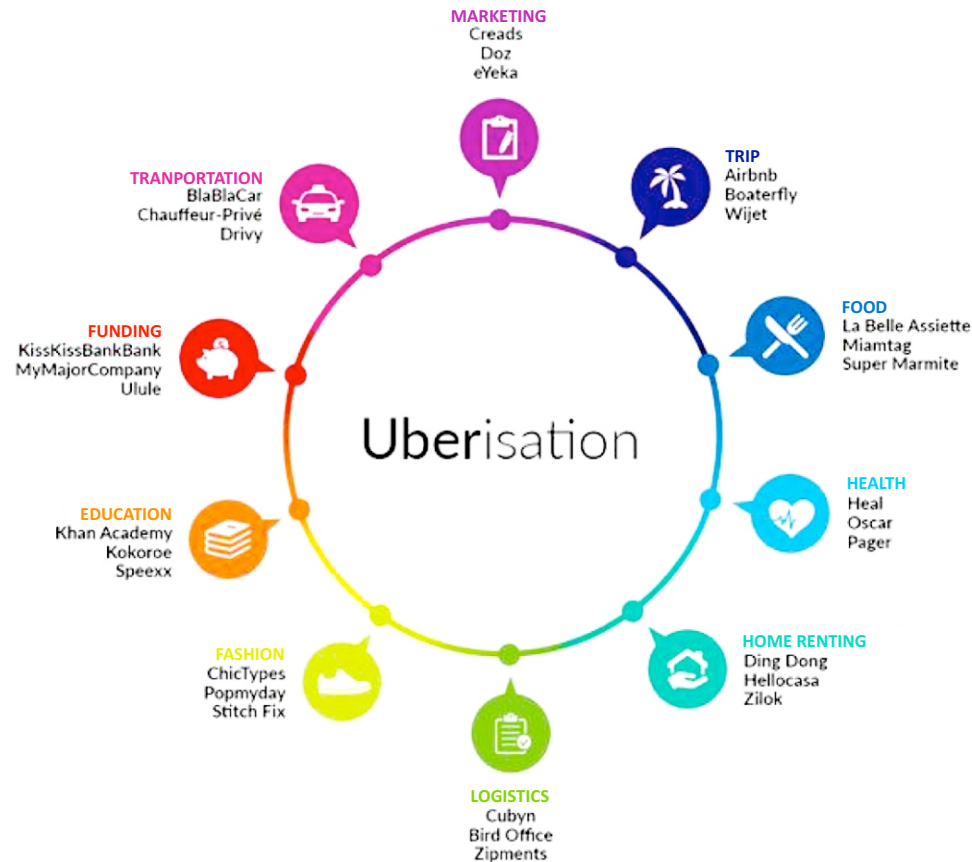 MARKETING
Creads
Doz
eYeka
TRIP
Airbnb
Boaterfly
Wijet
FOOD
La Belle Assiette
Miamtag
Super Marmite
HEALTH
Heal
Oscar
Pager
HOME RENTING
Ding Dong
Hellocasa
Zilok
LOGISTICS
Cubyn
Bird Office
Zipments
FASHION
ChicTypes
Popmyday
Stitch Fix
EDUCATION
Khan Academy
Kokoroe
Speexx
FUNDING
KissKissBankBank
MyMajorCompany
Ulule
TRANPORTATION
BlaBlaCar
Chauffeur-Privé
Drivy
Uberisation